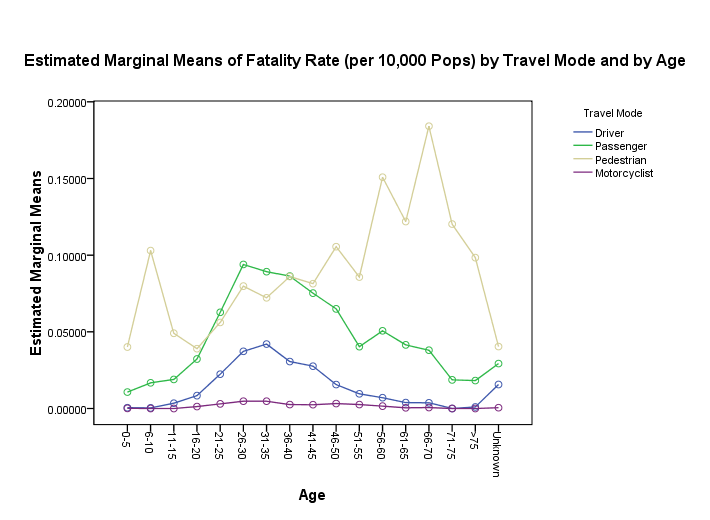 Estimated Marginal Means of Fatality Rate (per 10,000 Pops) by Travel Mode and by Age
Travel Mode
Driver
Passenger
Pedestrian
Motorcyclist
Estimated Marginal Means
0.20000
0.15000
0.10000
0.05000
0.00000
0-5
6-10
11-15
16-20
21-25
26-30
31-35
36-40
41-45
46-50
51-55
56-60
61-65
66-70
71-75
>75
Unknown
Age